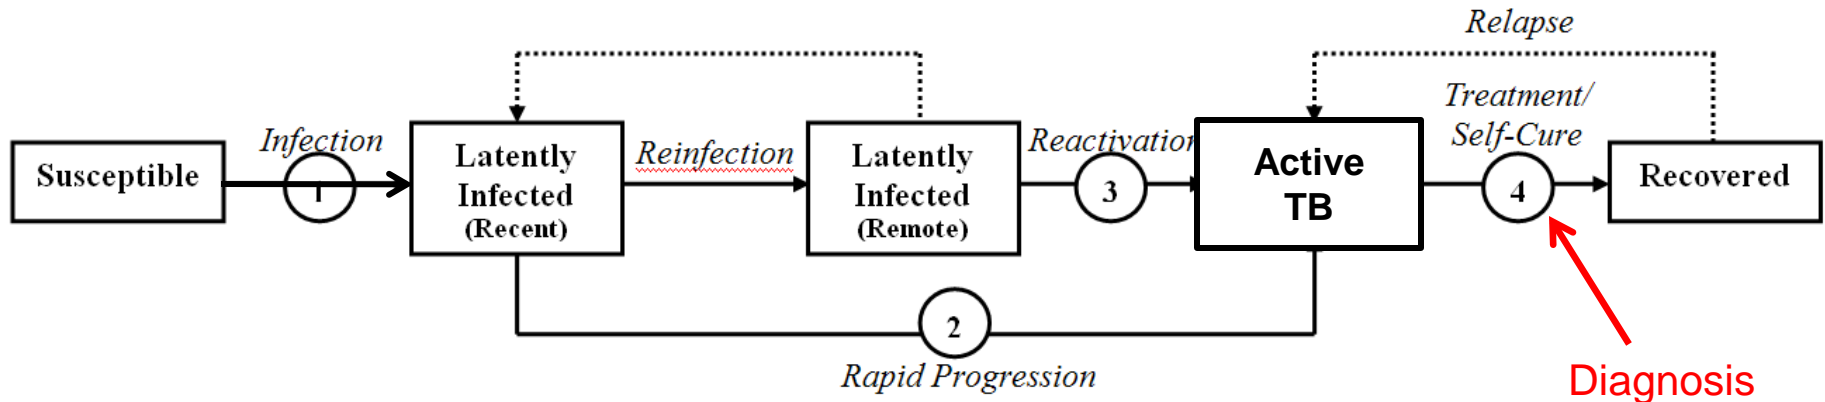 Relapse
Treatment/
Self-Cure
Infection
Reinfection
Reactivation
Susceptible
1
Latently
Infected
(Recent)
Latently
Infected
(Remote)
3
Active
TB
4
Recovered
2
Rapid Progression
Diagnosis